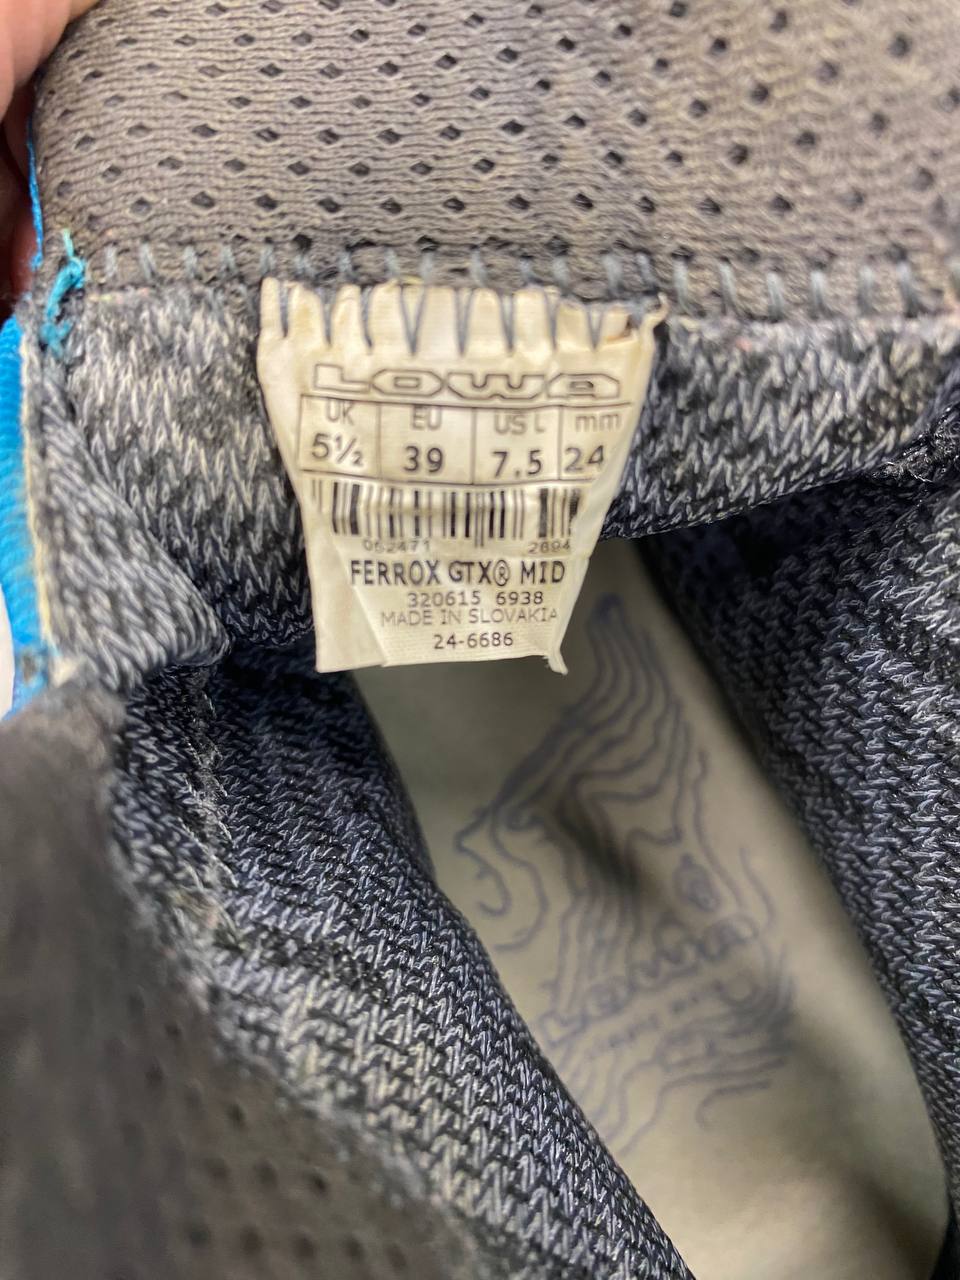 LOWA
UK EU US L mm
5½ 39 7.5 24
062471 2894
FERROX GTX® MID
320615 6938
MADE IN SLOVAKIA
24-6686
LOWA